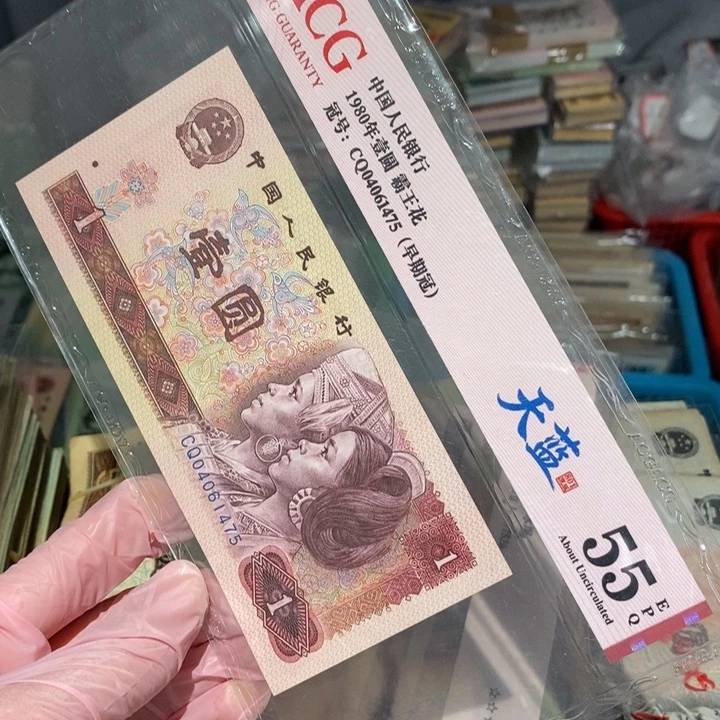 CG
G GUARANTY
中国人民银行
1980年壹圆 霸王花
冠号：CQ04061475（早期冠）
天蓝
55
EPQ
About Uncirculated
中国人民银行
壹圆
1
CQ04061475
1
1